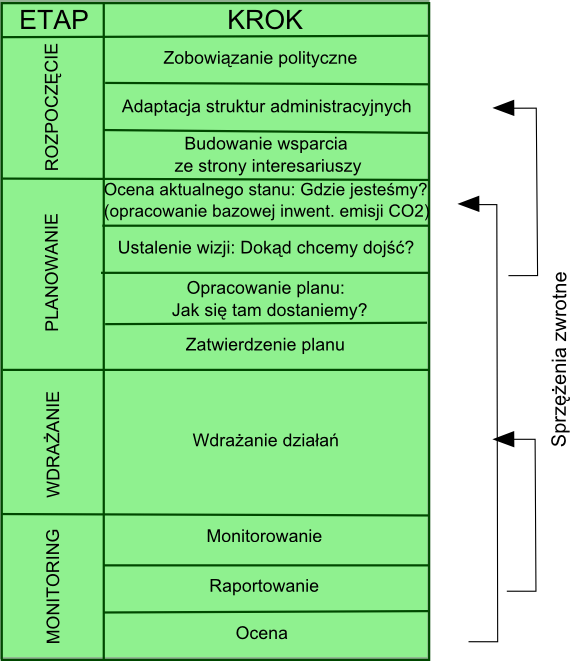 ETAP
KROK
ROZPOCZĘCIE
Zobowiązanie polityczne
Adaptacja struktur administracyjnych
Budowanie wsparcia
ze strony interesariuszy
PLANOWANIE
Ocena aktualnego stanu: Gdzie jesteśmy?
(opracowanie bazowej inwent. emisji CO2)
Ustalenie wizji: Dokąd chcemy dojść?
Opracowanie planu:
Jak się tam dostaniemy?
Zatwierdzenie planu
WDRAŻANIE
Wdrażanie działań
MONITORING
Monitorowanie
Raportowanie
Ocena
Sprzężenia zwrotne